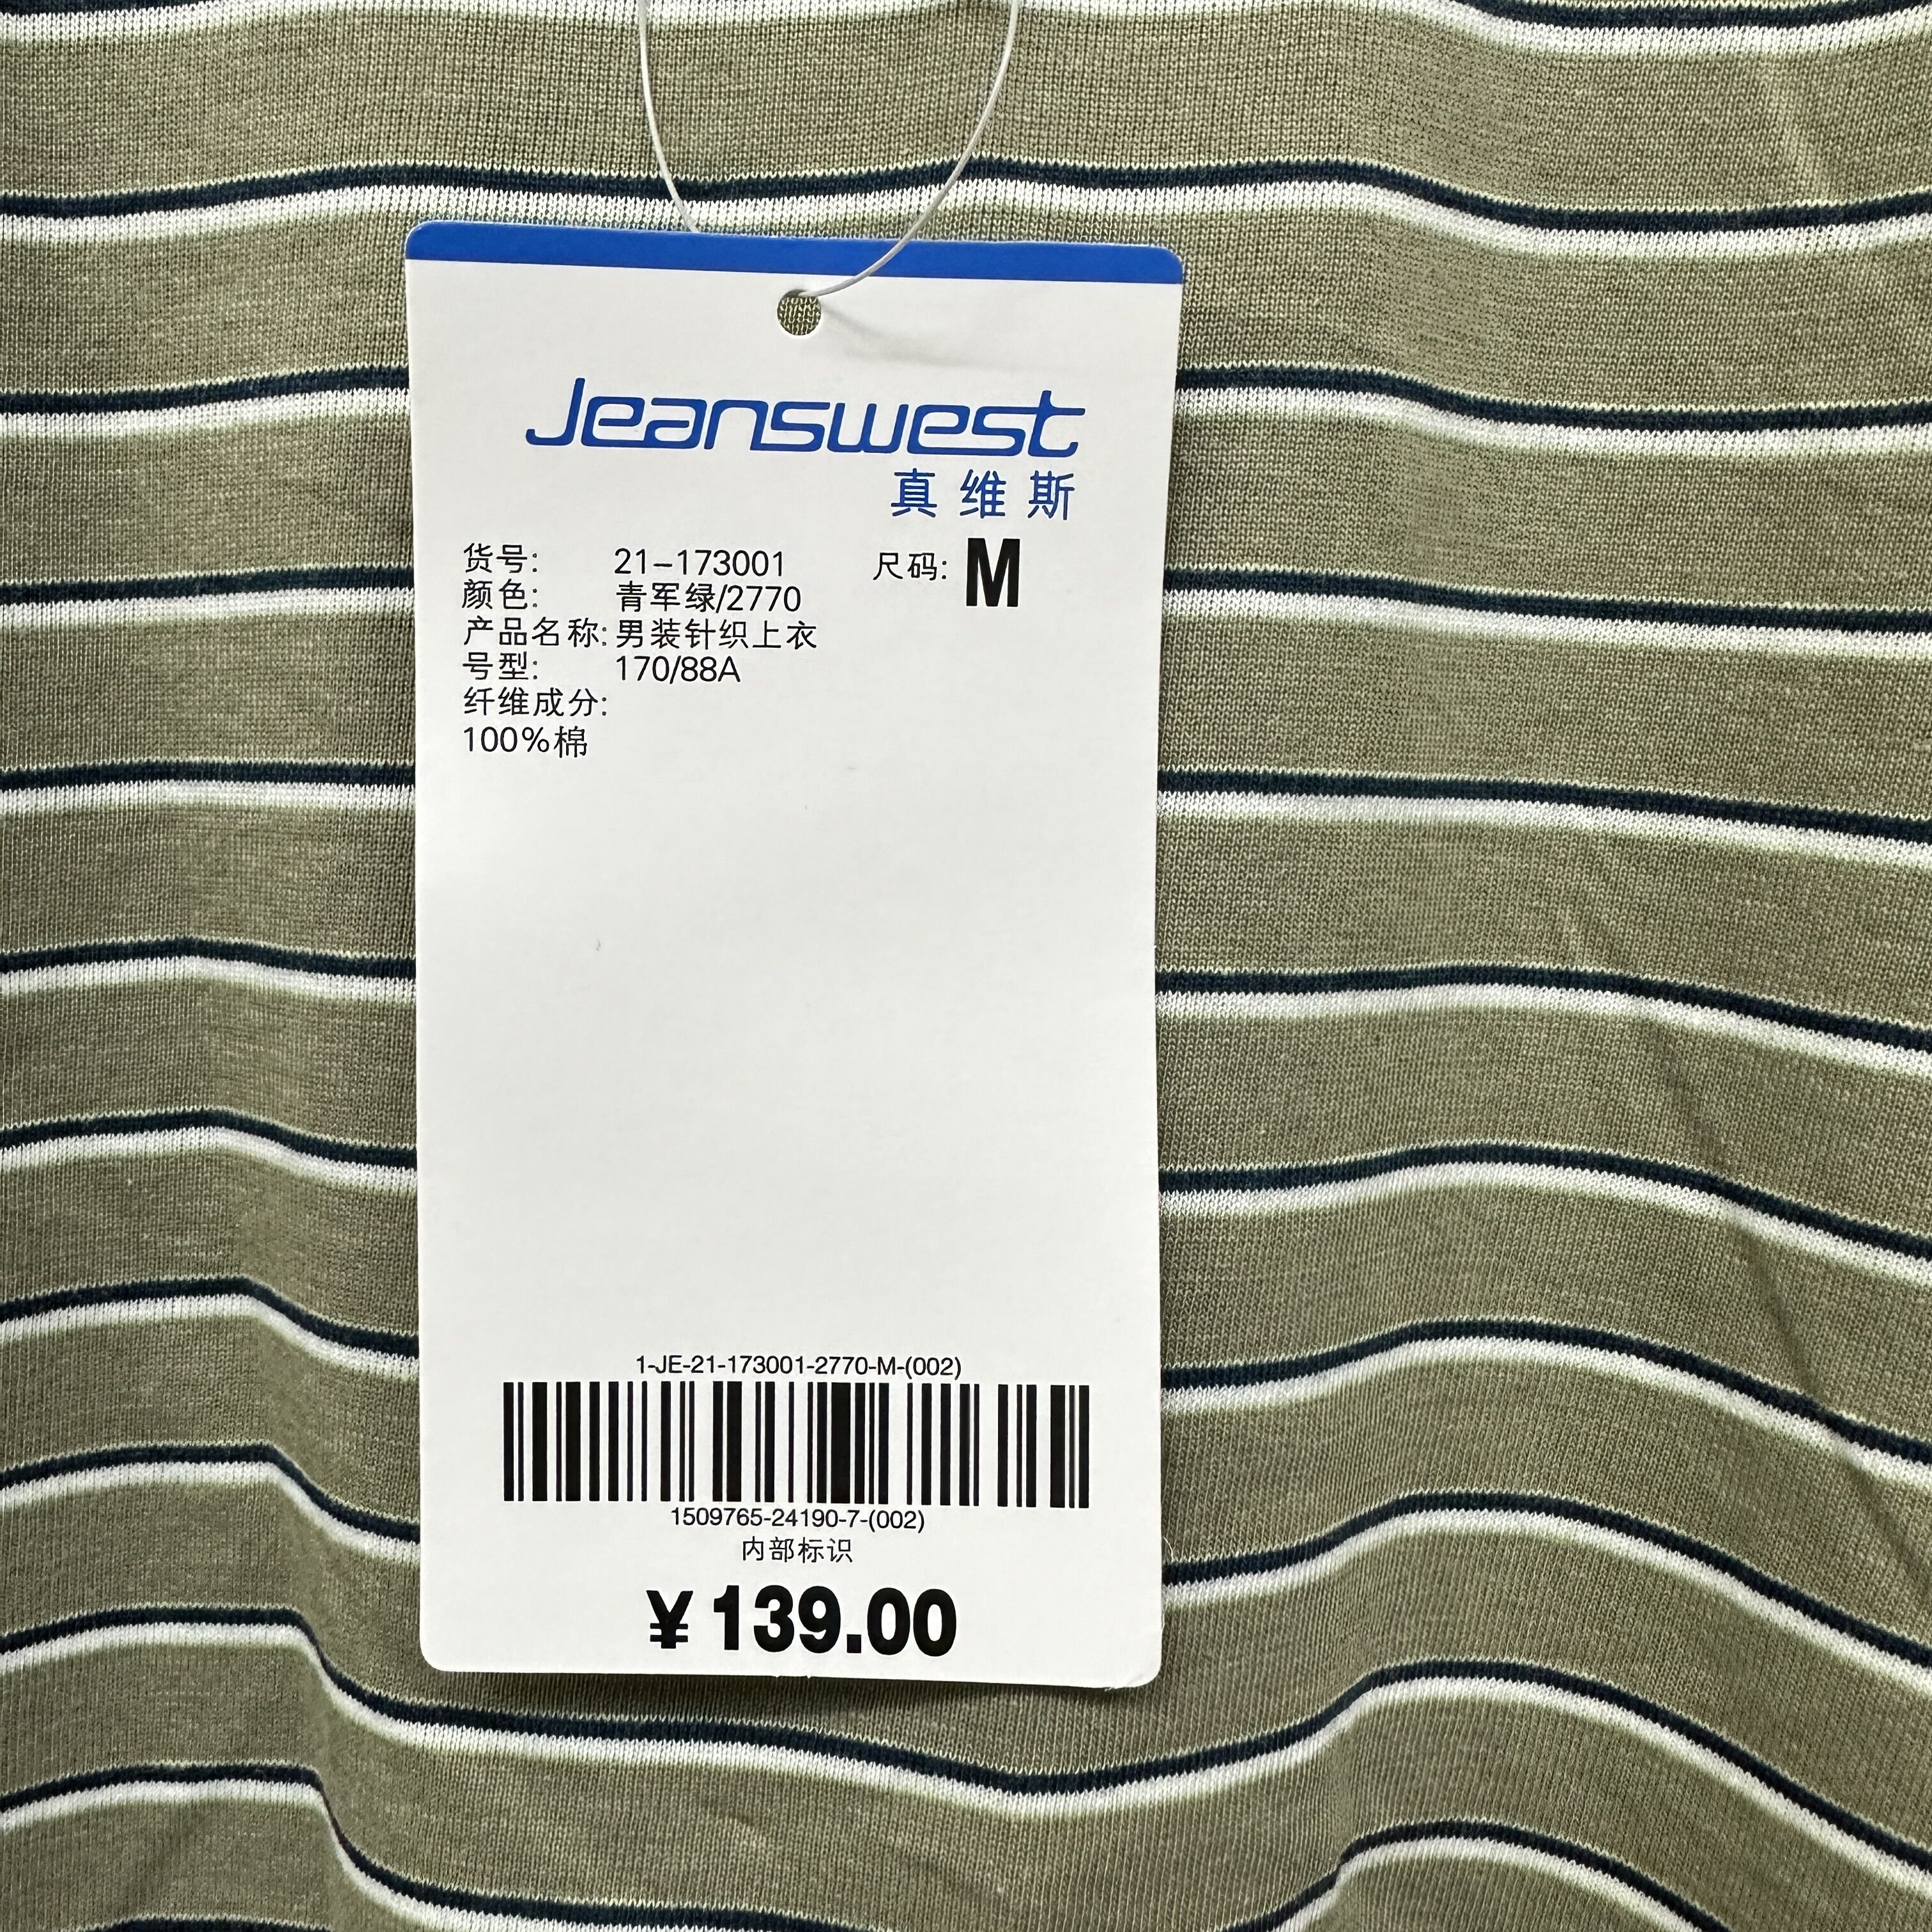 Jeanswest
真维斯
货号: 21-173001 尺码: M
颜色: 青军绿/2770
产品名称: 男装针织上衣
号型: 170/88A
纤维成分:
100%棉
1-JE-21-173001-2770-M-(002)
1509765-24190-7-(002)
内部标识
¥139.00